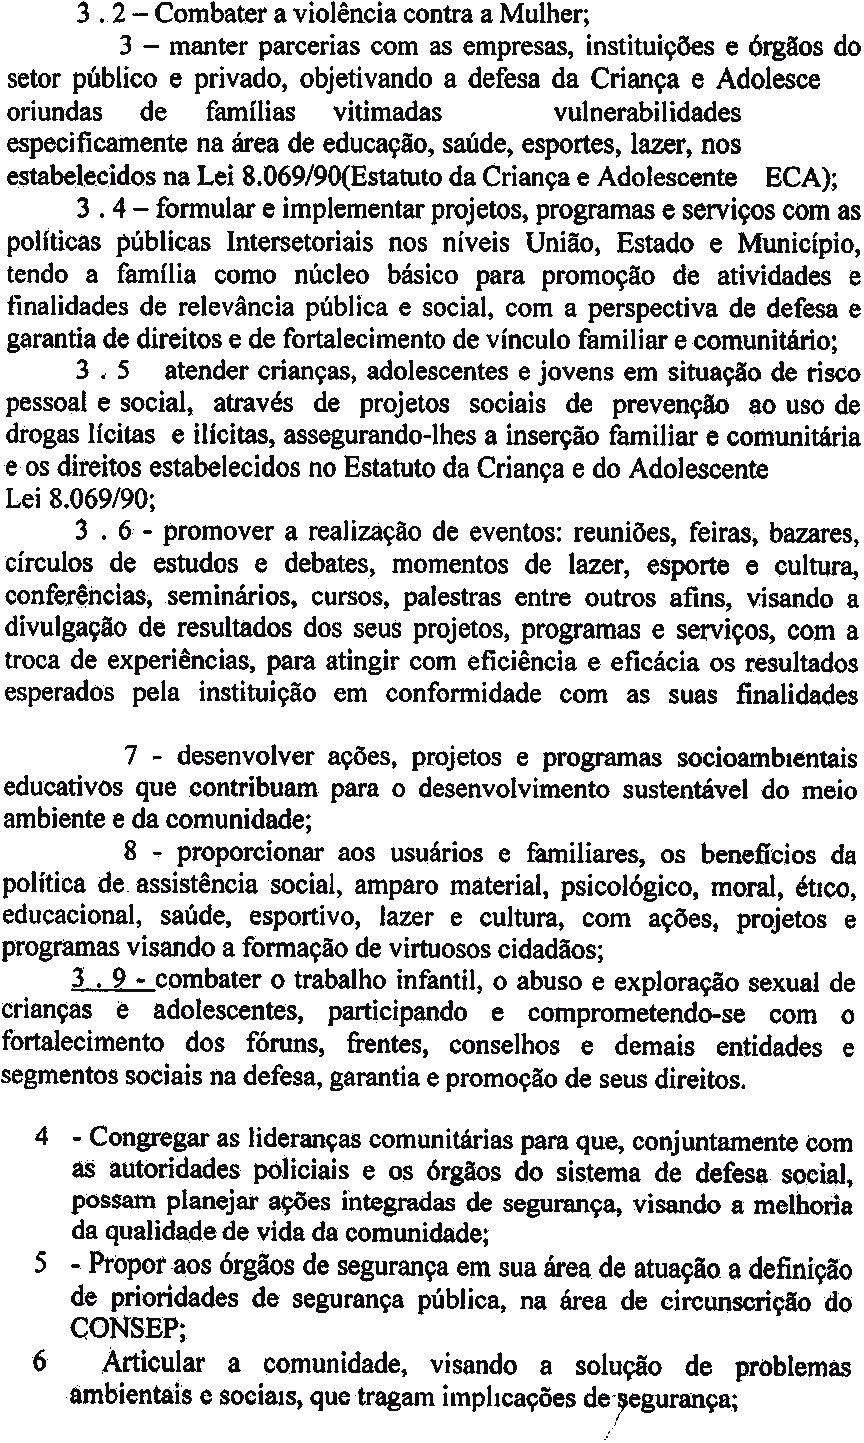 3 . 2 – Combater a violência contra a Mulher;
3 – manter parcerias com as empresas, instituições e órgãos do
setor público e privado, objetivando a defesa da Criança e Adolesce
oriundas de famílias vitimadas vulnerabilidades
especificamente na área de educação, saúde, esportes, lazer, nos
estabelecidos na Lei 8.069/90(Estatuto da Criança e Adolescente ECA);
3 . 4 – formular e implementar projetos, programas e serviços com as
políticas públicas Intersetoriais nos níveis União, Estado e Município,
tendo a família como núcleo básico para promoção de atividades e
finalidades de relevância pública e social, com a perspectiva de defesa e
garantia de direitos e de fortalecimento de vínculo familiar e comunitário;
3 . 5 atender crianças, adolescentes e jovens em situação de risco
pessoal e social, através de projetos sociais de prevenção ao uso de
drogas lícitas e ilícitas, assegurando-lhes a inserção familiar e comunitária
e os direitos estabelecidos no Estatuto da Criança e do Adolescente
Lei 8.069/90;
3 . 6 - promover a realização de eventos: reuniões, feiras, bazares,
círculos de estudos e debates, momentos de lazer, esporte e cultura,
conferências, seminários, cursos, palestras entre outros afins, visando a
divulgação de resultados dos seus projetos, programas e serviços, com a
troca de experiências, para atingir com eficiência e eficácia os resultados
esperados pela instituição em conformidade com as suas finalidades
7 - desenvolver ações, projetos e programas socioambientais
educativos que contribuam para o desenvolvimento sustentável do meio
ambiente e da comunidade;
8 - proporcionar aos usuários e familiares, os benefícios da
política de assistência social, amparo material, psicológico, moral, ético,
educacional, saúde, esportivo, lazer e cultura, com ações, projetos e
programas visando a formação de virtuosos cidadãos;
3 . 9 - combater o trabalho infantil, o abuso e exploração sexual de
crianças e adolescentes, participando e comprometendo-se com o
fortalecimento dos fóruns, frentes, conselhos e demais entidades e
segmentos sociais na defesa, garantia e promoção de seus direitos.
4 - Congregar as lideranças comunitárias para que, conjuntamente com
as autoridades policiais e os órgãos do sistema de defesa social,
possam planejar ações integradas de segurança, visando a melhoria
da qualidade de vida da comunidade;
5 - Propor aos órgãos de segurança em sua área de atuação a definição
de prioridades de segurança pública, na área de circunscrição do
CONSEP;
6 Articular a comunidade, visando a solução de problemas
ambientais e sociais, que tragam implicações de segurança;